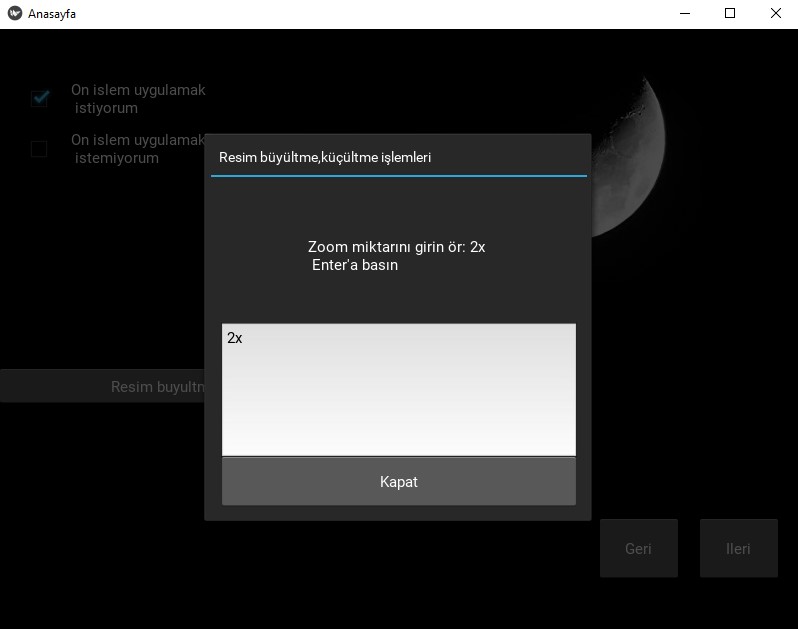 Anasayfa
On islem uygulamak
istiyorum
On islem uygulamak
istemiyorum
Resim büyültme,küçültme işlemleri
Zoom miktarını girin ör: 2x
Enter'a basın
2x
Resim buyultm
Kapat
Geri
Ileri